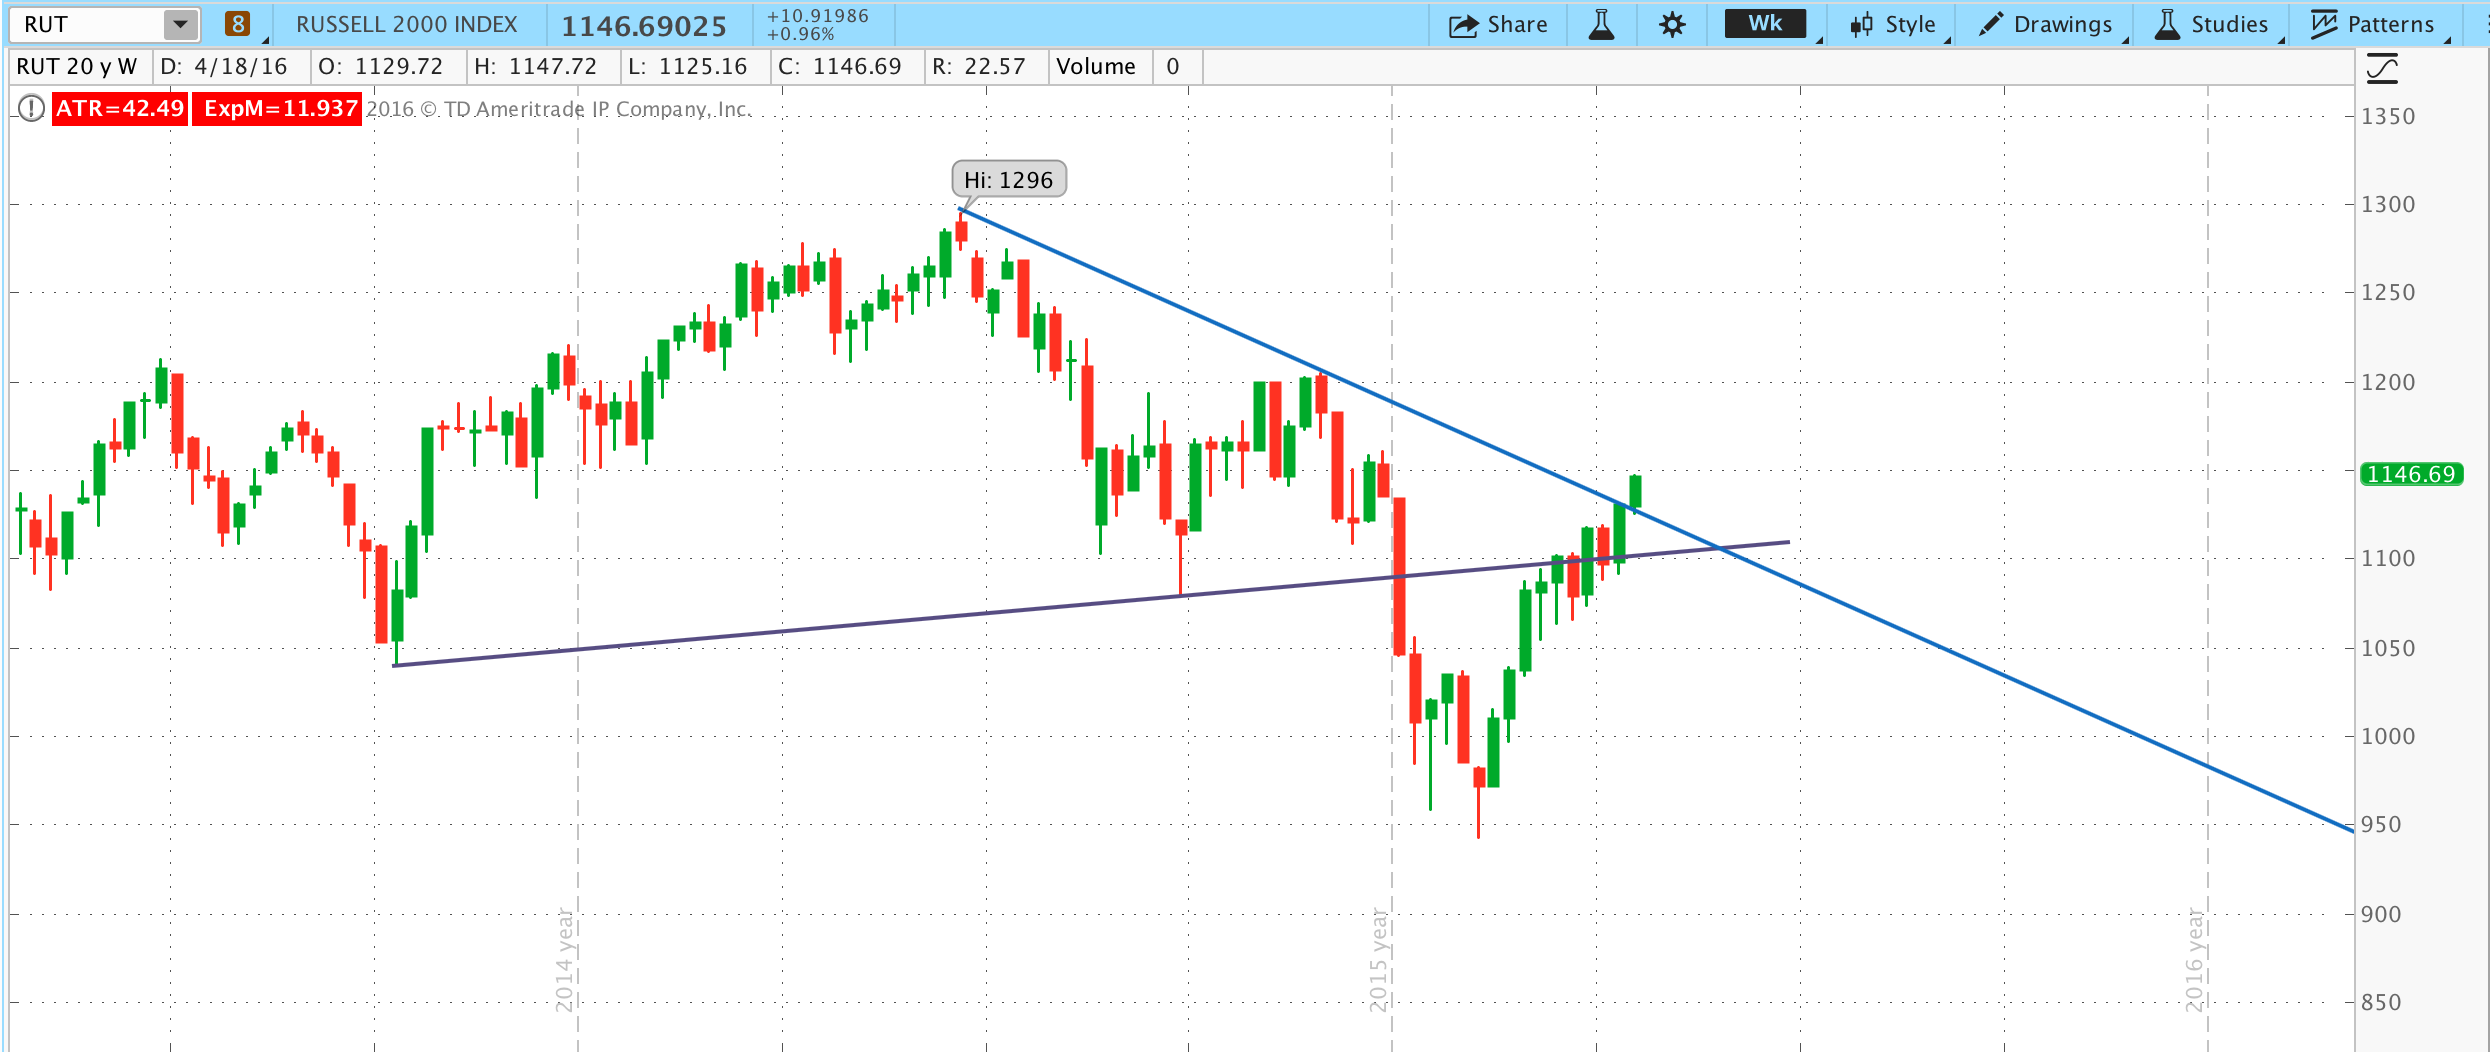 RUT 8 RUSSELL 2000 INDEX 1146.69025 +10.91986 +0.96% Share Wk Style Drawings Studies Patterns
RUT 20 y W D: 4/18/16 O: 1129.72 H: 1147.72 L: 1125.16 C: 1146.69 R: 22.57 Volume 0
ATR=42.49 ExpM=11.937 2016 © TD Ameritrade IP Company, Inc.
1350
Hi: 1296
1300
1250
1200
1146.69
1100
1050
1000
950
900
2014 year
2015 year
2016 year
850